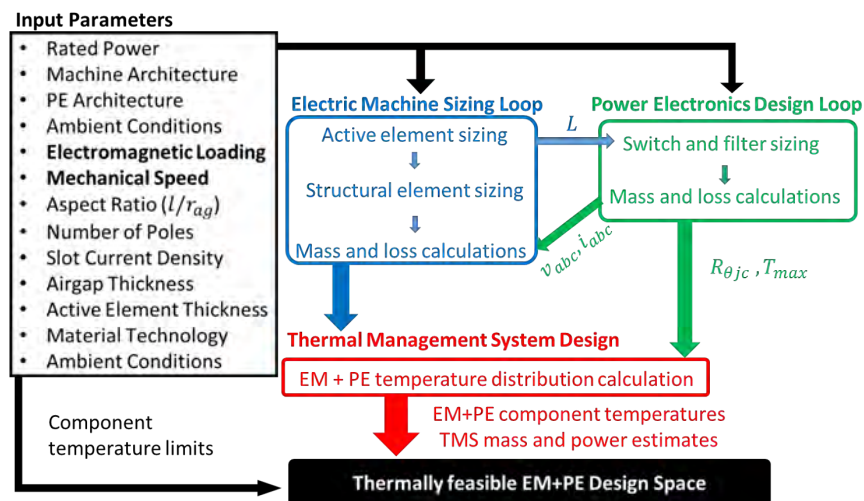 Input Parameters
• Rated Power
• Machine Architecture
• PE Architecture
• Ambient Conditions
• Electromagnetic Loading
• Mechanical Speed
• Aspect Ratio (l/r_ag)
• Number of Poles
• Slot Current Density
• Airgap Thickness
• Active Element Thickness
• Material Technology
• Ambient Conditions
Electric Machine Sizing Loop
Active element sizing
Structural element sizing
Mass and loss calculations
L
Power Electronics Design Loop
Switch and filter sizing
Mass and loss calculations
v_abc, i_abc
R_θjc , T_max
Thermal Management System Design
EM + PE temperature distribution calculation
EM+PE component temperatures
TMS mass and power estimates
Component
temperature limits
Thermally feasible EM+PE Design Space